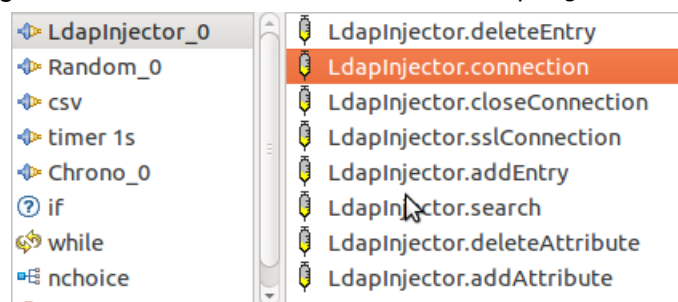 LdapInjector_0
Random_0
csv
timer 1s
Chrono_0
if
while
nchoice
LdapInjector.deleteEntry
LdapInjector.connection
LdapInjector.closeConnection
LdapInjector.sslConnection
LdapInjector.addEntry
LdapInjector.search
LdapInjector.deleteAttribute
LdapInjector.addAttribute